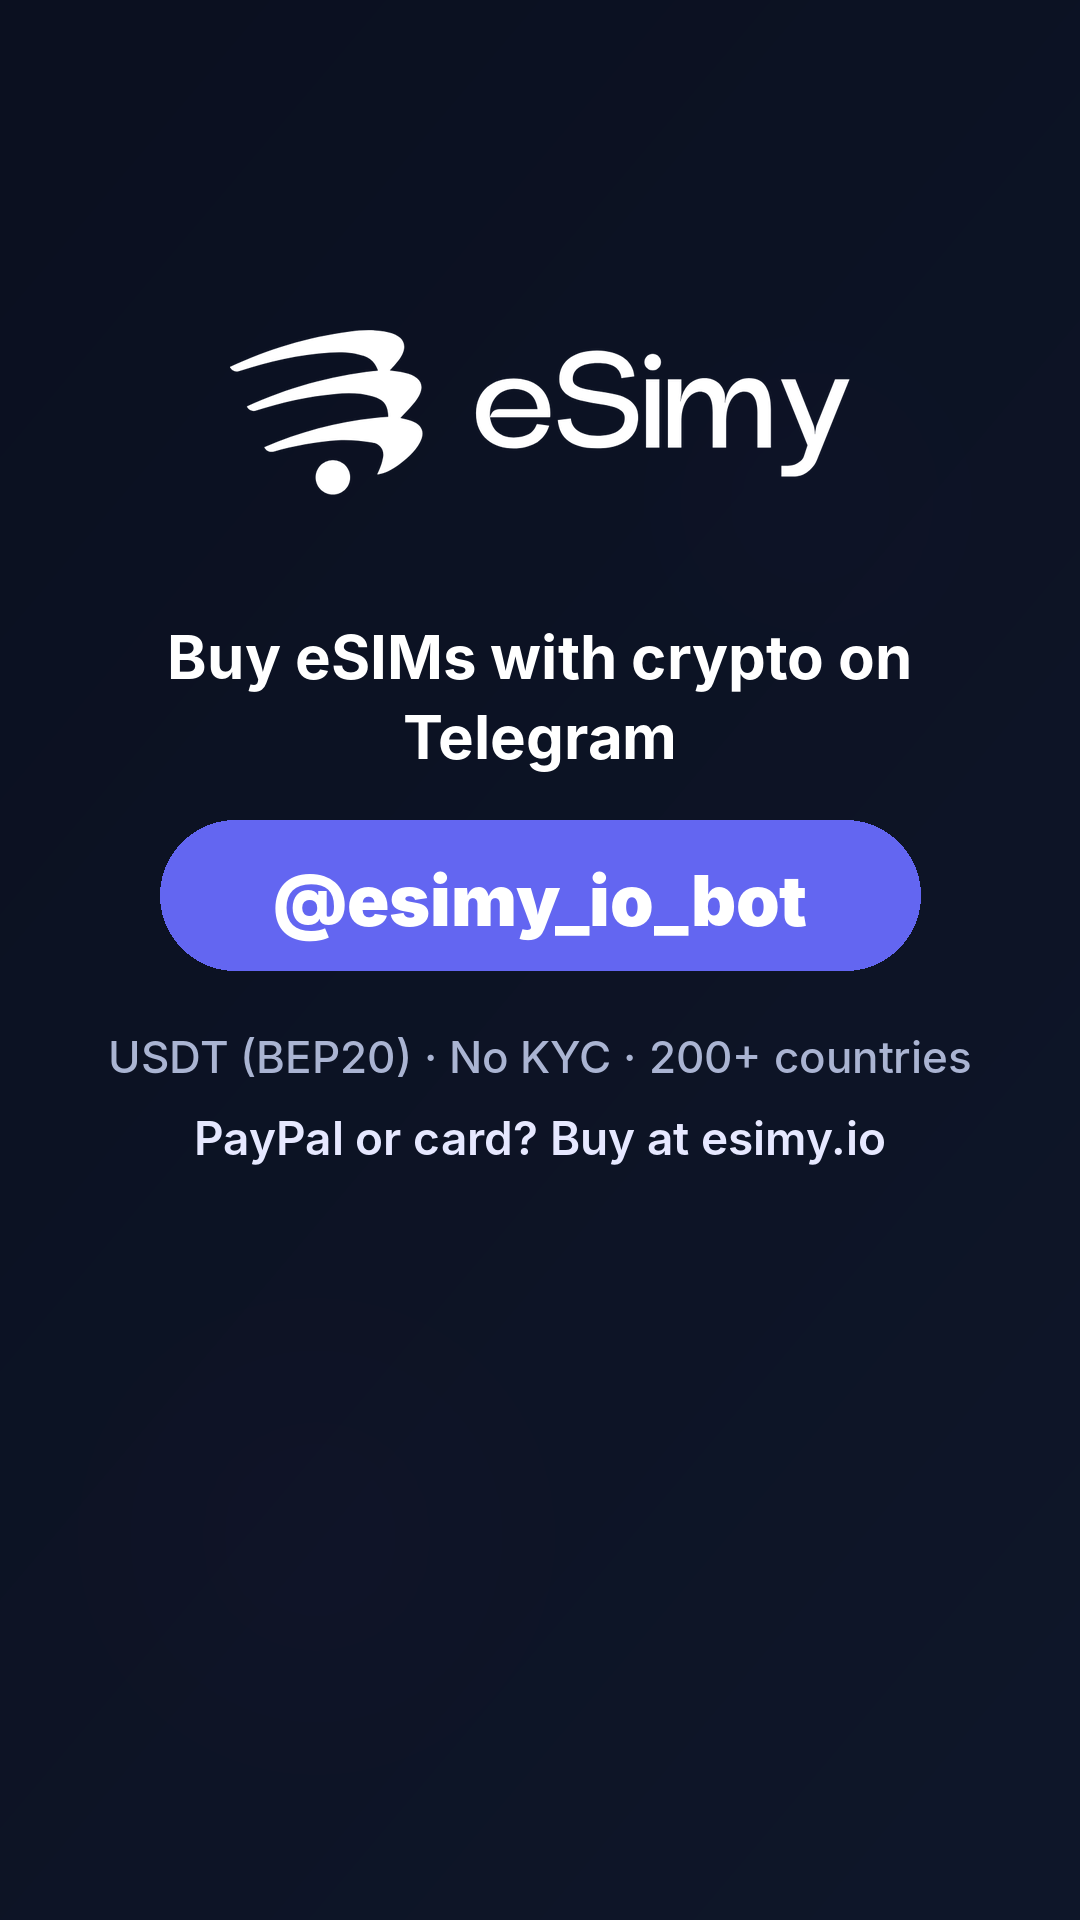 eSimy
Buy eSIMs with crypto on
Telegram
@esimy_io_bot
USDT (BEP20) · No KYC · 200+ countries
PayPal or card? Buy at esimy.io